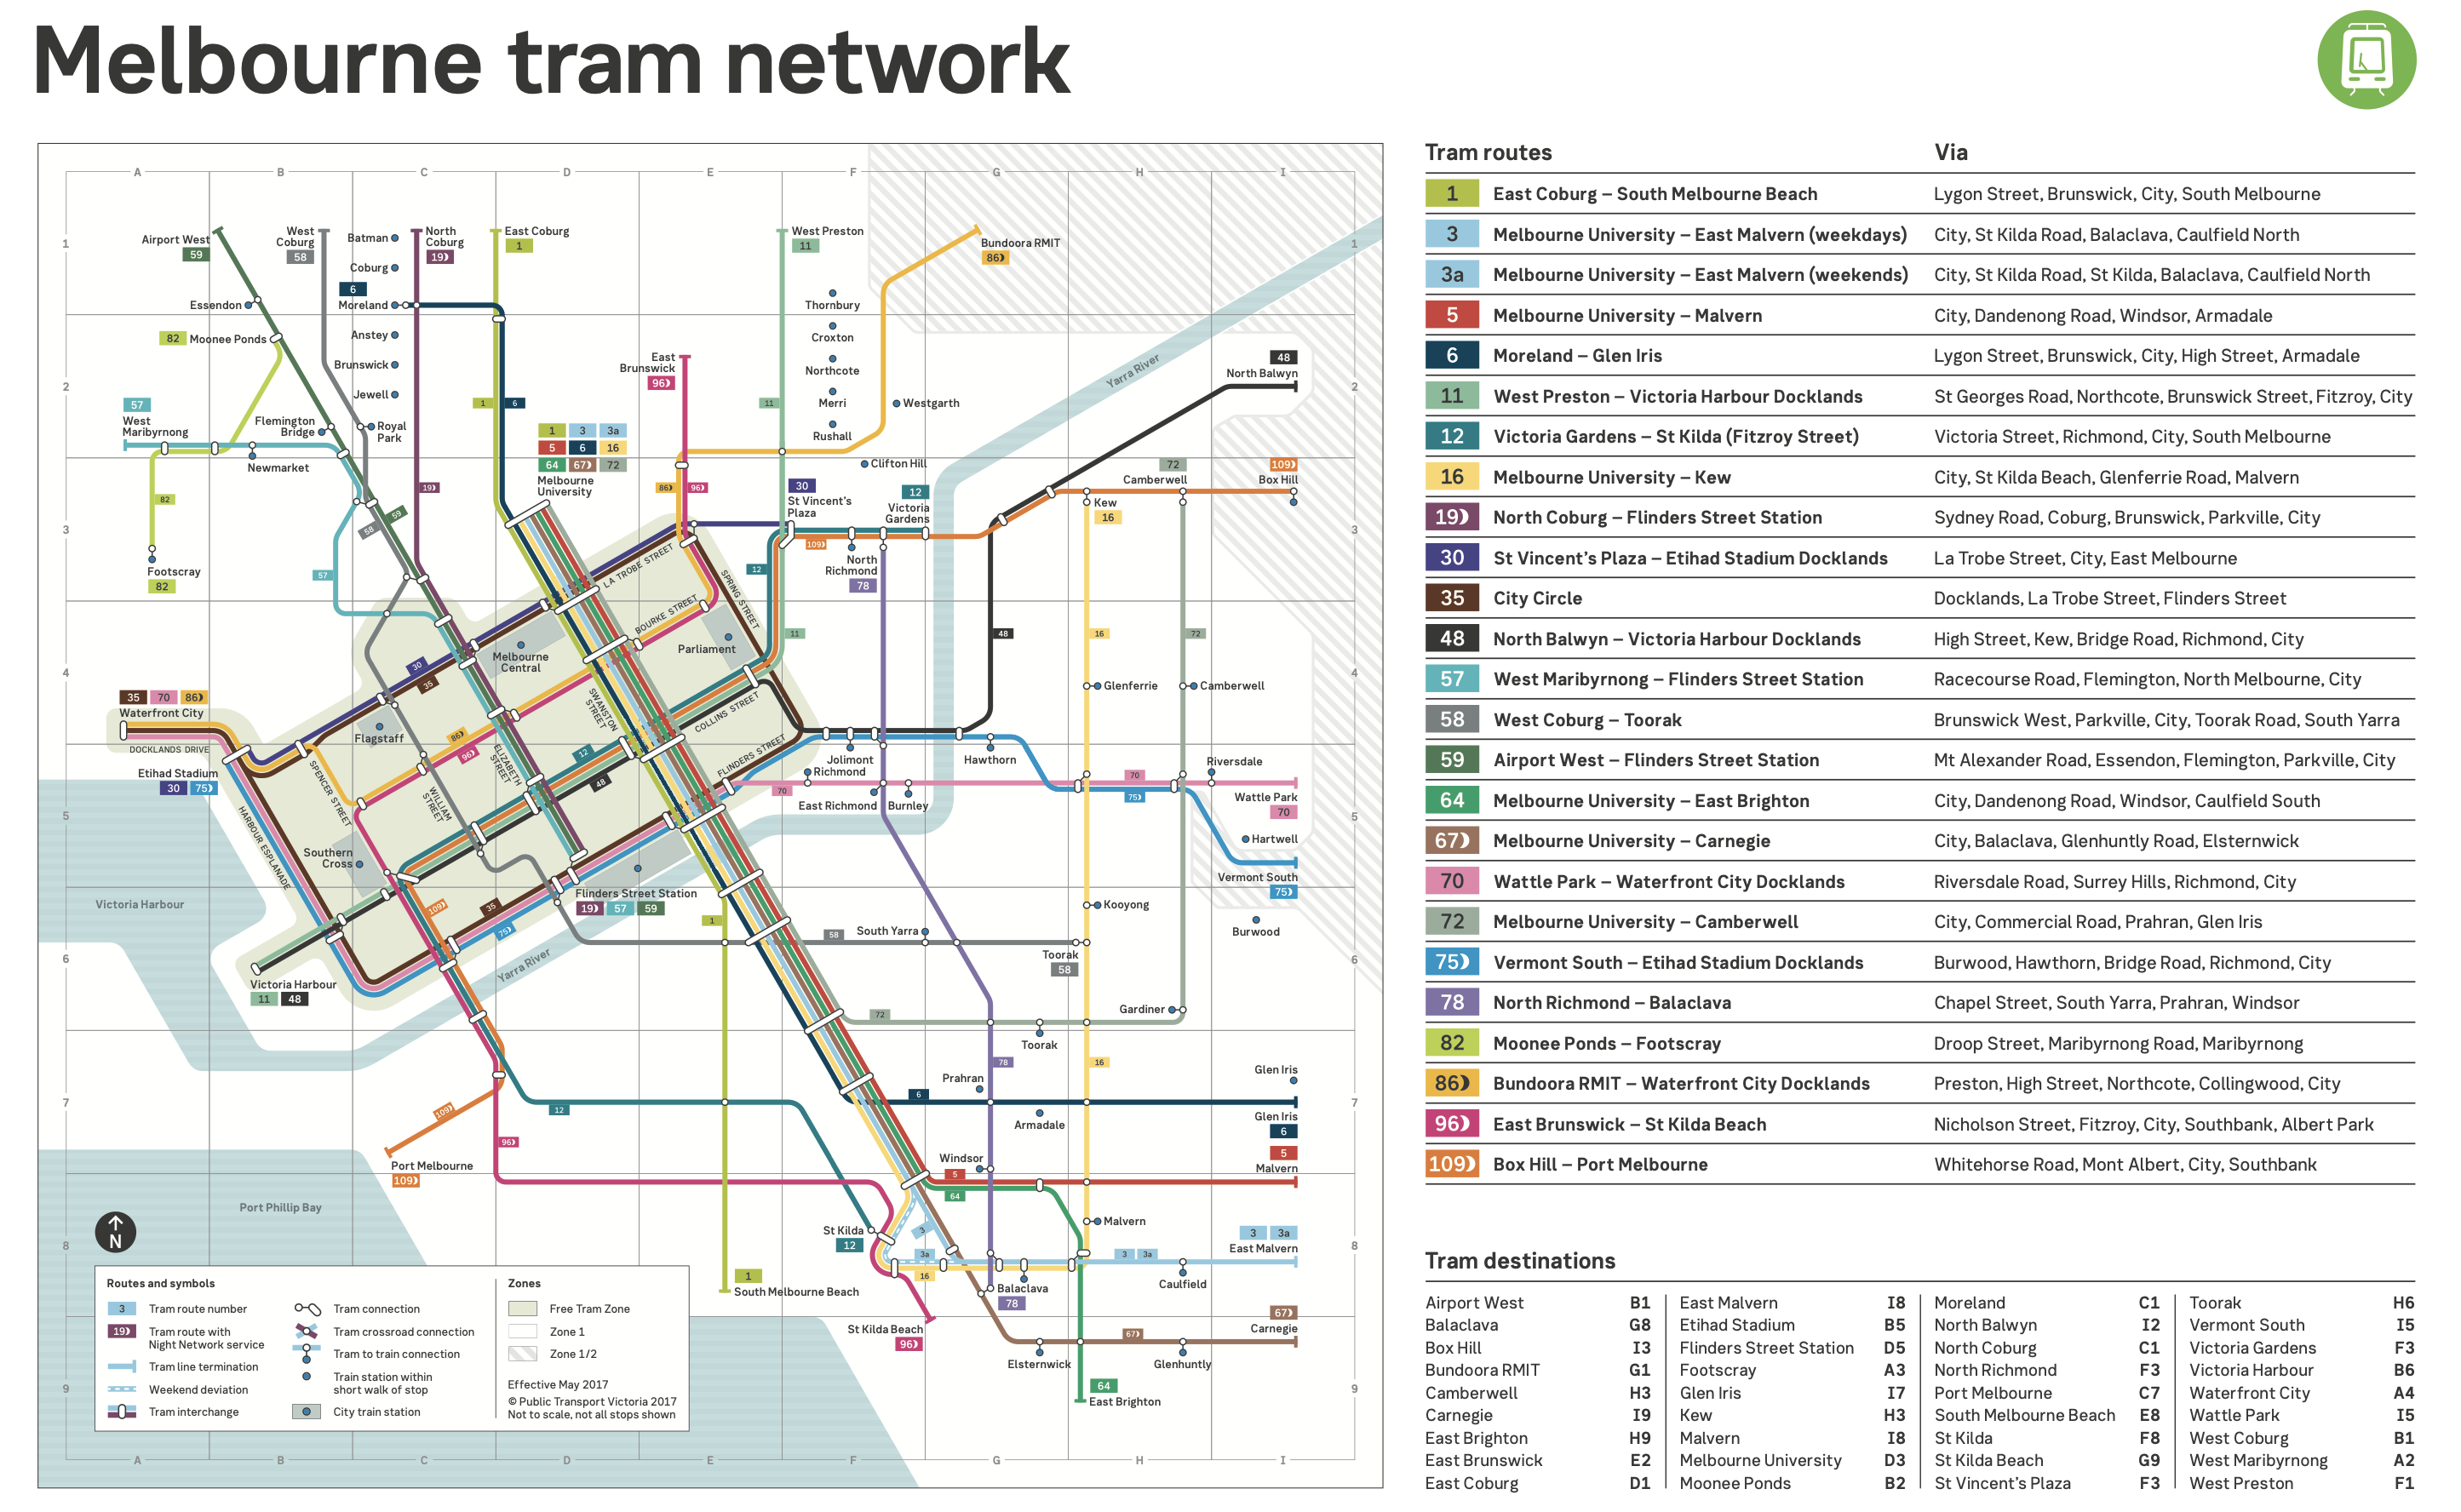 Melbourne tram network
A
B
C
D
E
F
G
H
I
1
2
3
4
5
6
7
8
9
Airport West
59
West
Coburg
58
Batman
Coburg
6
Moreland
Anstey
Brunswick
Jewell
Royal
Park
North
Coburg
19
East Coburg
1
West Preston
11
Bundoora RMIT
86
Essendon
82
Moonee Ponds
57
West
Maribyrnong
Flemington
Bridge
Newmarket
Footscray
82
Thornbury
Croxton
Northcote
Merri
Rushall
Westgarth
Clifton Hill
East
Brunswick
96
Yarra River
48
North Balwyn
1 3 3a
5 6 16
64 67 72
Melbourne
University
30
St Vincent's
Plaza
12
Victoria
Gardens
109
North
Richmond
78
Kew
16
72
Camberwell
109
Box Hill
LA TROBE STREET
SPRING STREET
BOURKE STREET
Parliament
Melbourne
Central
SWANSTON
STREET
COLLINS STREET
FLINDERS STREET
ELIZABETH
STREET
WILLIAM
STREET
SPENCER STREET
HARBOUR ESPLANADE
Flagstaff
35 70 86
Waterfront City
DOCKLANDS DRIVE
Etihad Stadium
30 75
Southern
Cross
Flinders Street Station
19 57 59
Victoria Harbour
Victoria Harbour
11 48
Yarra River
Glenferrie
Camberwell
Jolimont
Richmond
East Richmond
Burnley
Hawthorn
Riversdale
Wattle Park
70
Hartwell
Vermont South
75
Burwood
Kooyong
South Yarra
Toorak
58
Gardiner
Toorak
Prahran
Armadale
Glen Iris
Glen Iris
6
5
Malvern
Windsor
Malvern
Port Melbourne
109
Port Phillip Bay
St Kilda
12
3 3a
East Malvern
Caulfield
Balaclava
78
South Melbourne Beach
1
St Kilda Beach
96
67
Carnegie
Elsternwick
Glenhuntly
64
East Brighton
N
Routes and symbols
3 Tram route number
19 Tram route with
Night Network service
Tram line termination
Weekend deviation
Tram interchange
Tram connection
Tram crossroad connection
Tram to train connection
Train station within
short walk of stop
City train station
Zones
Free Tram Zone
Zone 1
Zone 1/2
Effective May 2017
© Public Transport Victoria 2017
Not to scale, not all stops shown
Tram routes Via
1 East Coburg – South Melbourne Beach Lygon Street, Brunswick, City, South Melbourne
3 Melbourne University – East Malvern (weekdays) City, St Kilda Road, Balaclava, Caulfield North
3a Melbourne University – East Malvern (weekends) City, St Kilda Road, St Kilda, Balaclava, Caulfield North
5 Melbourne University – Malvern City, Dandenong Road, Windsor, Armadale
6 Moreland – Glen Iris Lygon Street, Brunswick, City, High Street, Armadale
11 West Preston – Victoria Harbour Docklands St Georges Road, Northcote, Brunswick Street, Fitzroy, City
12 Victoria Gardens – St Kilda (Fitzroy Street) Victoria Street, Richmond, City, South Melbourne
16 Melbourne University – Kew City, St Kilda Beach, Glenferrie Road, Malvern
19 North Coburg – Flinders Street Station Sydney Road, Coburg, Brunswick, Parkville, City
30 St Vincent's Plaza – Etihad Stadium Docklands La Trobe Street, City, East Melbourne
35 City Circle Docklands, La Trobe Street, Flinders Street
48 North Balwyn – Victoria Harbour Docklands High Street, Kew, Bridge Road, Richmond, City
57 West Maribyrnong – Flinders Street Station Racecourse Road, Flemington, North Melbourne, City
58 West Coburg – Toorak Brunswick West, Parkville, City, Toorak Road, South Yarra
59 Airport West – Flinders Street Station Mt Alexander Road, Essendon, Flemington, Parkville, City
64 Melbourne University – East Brighton City, Dandenong Road, Windsor, Caulfield South
67 Melbourne University – Carnegie City, Balaclava, Glenhuntly Road, Elsternwick
70 Wattle Park – Waterfront City Docklands Riversdale Road, Surrey Hills, Richmond, City
72 Melbourne University – Camberwell City, Commercial Road, Prahran, Glen Iris
75 Vermont South – Etihad Stadium Docklands Burwood, Hawthorn, Bridge Road, Richmond, City
78 North Richmond – Balaclava Chapel Street, South Yarra, Prahran, Windsor
82 Moonee Ponds – Footscray Droop Street, Maribyrnong Road, Maribyrnong
86 Bundoora RMIT – Waterfront City Docklands Preston, High Street, Northcote, Collingwood, City
96 East Brunswick – St Kilda Beach Nicholson Street, Fitzroy, City, Southbank, Albert Park
109 Box Hill – Port Melbourne Whitehorse Road, Mont Albert, City, Southbank
Tram destinations
Airport West B1
Balaclava G8
Box Hill I3
Bundoora RMIT G1
Camberwell H3
Carnegie I9
East Brighton H9
East Brunswick E2
East Coburg D1
East Malvern I8
Etihad Stadium B5
Flinders Street Station D5
Footscray A3
Glen Iris I7
Kew H3
Malvern I8
Melbourne University D3
Moonee Ponds B2
Moreland C1
North Balwyn I2
North Coburg C1
North Richmond F3
Port Melbourne C7
South Melbourne Beach E8
St Kilda F8
St Kilda Beach G9
St Vincent's Plaza F3
Toorak H6
Vermont South I5
Victoria Gardens F3
Victoria Harbour B6
Waterfront City A4
Wattle Park I5
West Coburg B1
West Maribyrnong A2
West Preston F1